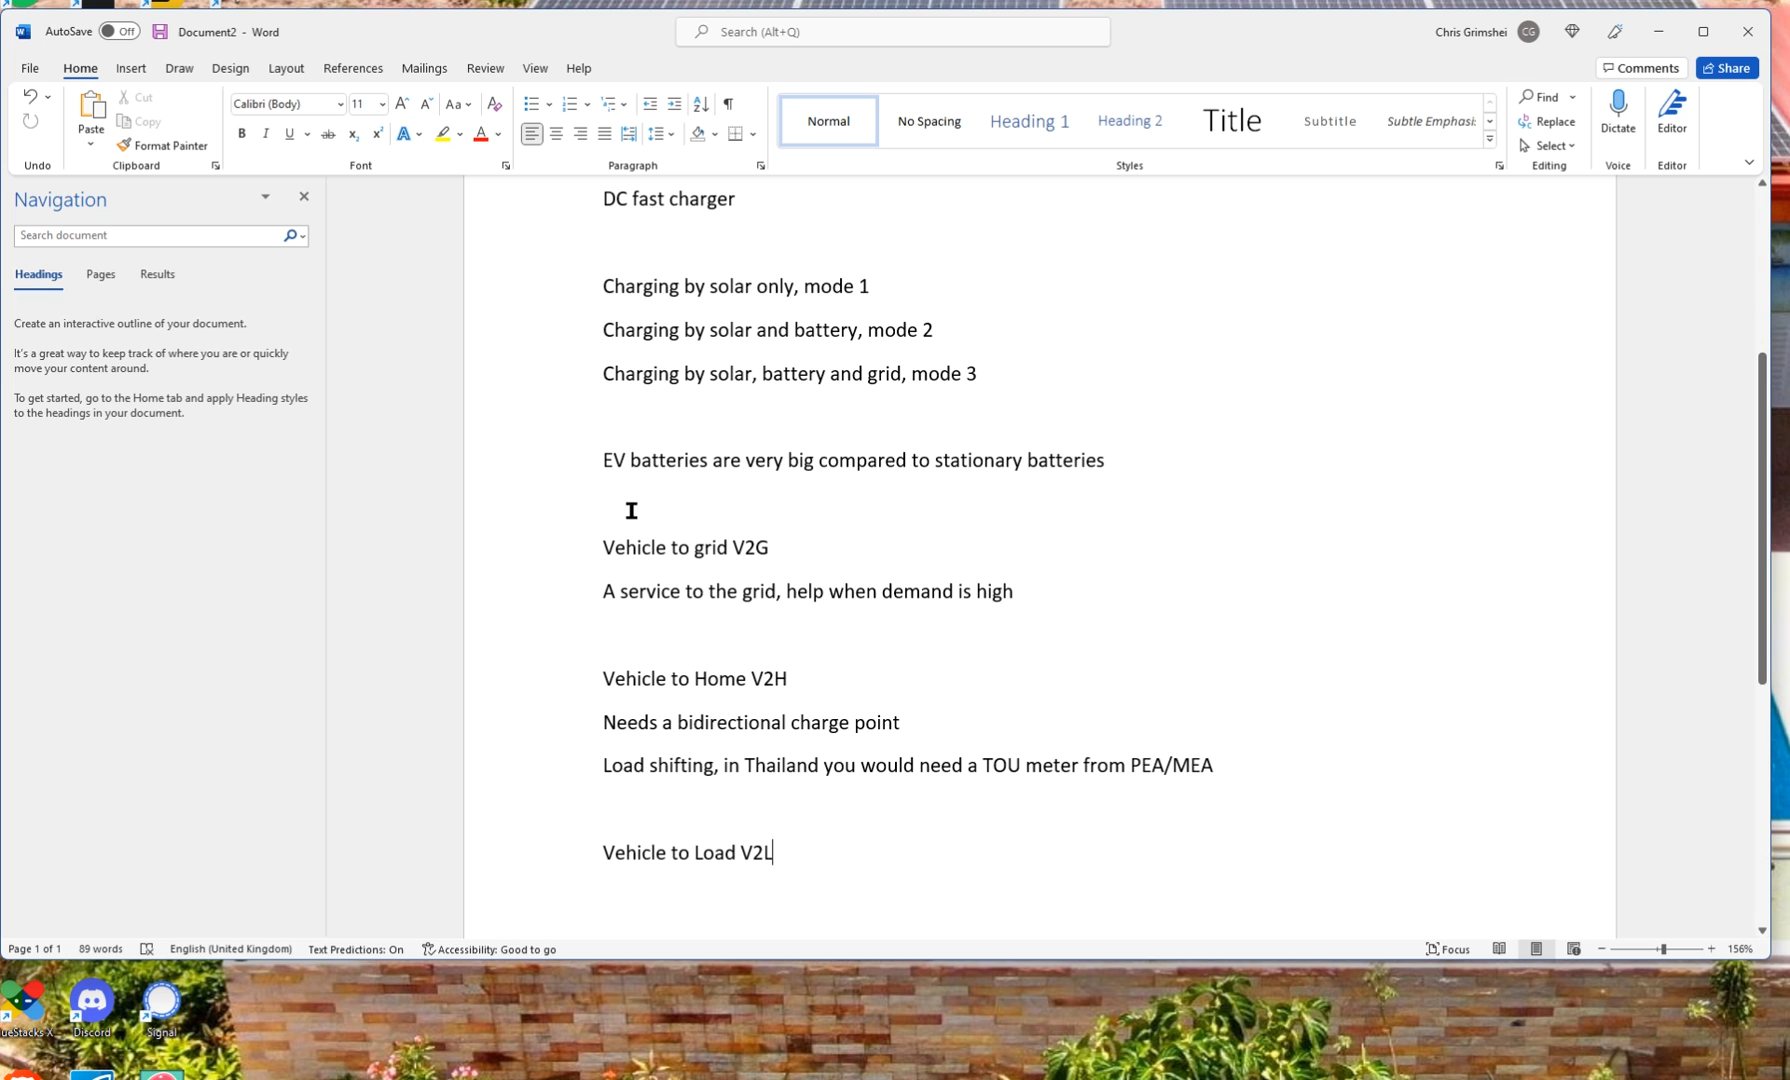 AutoSave Off Document2 - Word Search (Alt+Q) Chris Grimshei CG
File Home Insert Draw Design Layout References Mailings Review View Help Comments Share
Paste Cut Copy Format Painter
Calibri (Body) 11 Aa
Normal No Spacing Heading 1 Heading 2 Title Subtitle Subtle Emphasi:
Find Replace Select Dictate Editor
Undo Clipboard Font Paragraph Styles Editing Voice Editor
Navigation
Search document
Headings Pages Results
Create an interactive outline of your document.
It's a great way to keep track of where you are or quickly
move your content around.
To get started, go to the Home tab and apply Heading styles
to the headings in your document.
DC fast charger
Charging by solar only, mode 1
Charging by solar and battery, mode 2
Charging by solar, battery and grid, mode 3
EV batteries are very big compared to stationary batteries
Vehicle to grid V2G
A service to the grid, help when demand is high
Vehicle to Home V2H
Needs a bidirectional charge point
Load shifting, in Thailand you would need a TOU meter from PEA/MEA
Vehicle to Load V2L
Page 1 of 1 89 words English (United Kingdom) Text Predictions: On Accessibility: Good to go Focus 156%
ueStacks X Discord Signal